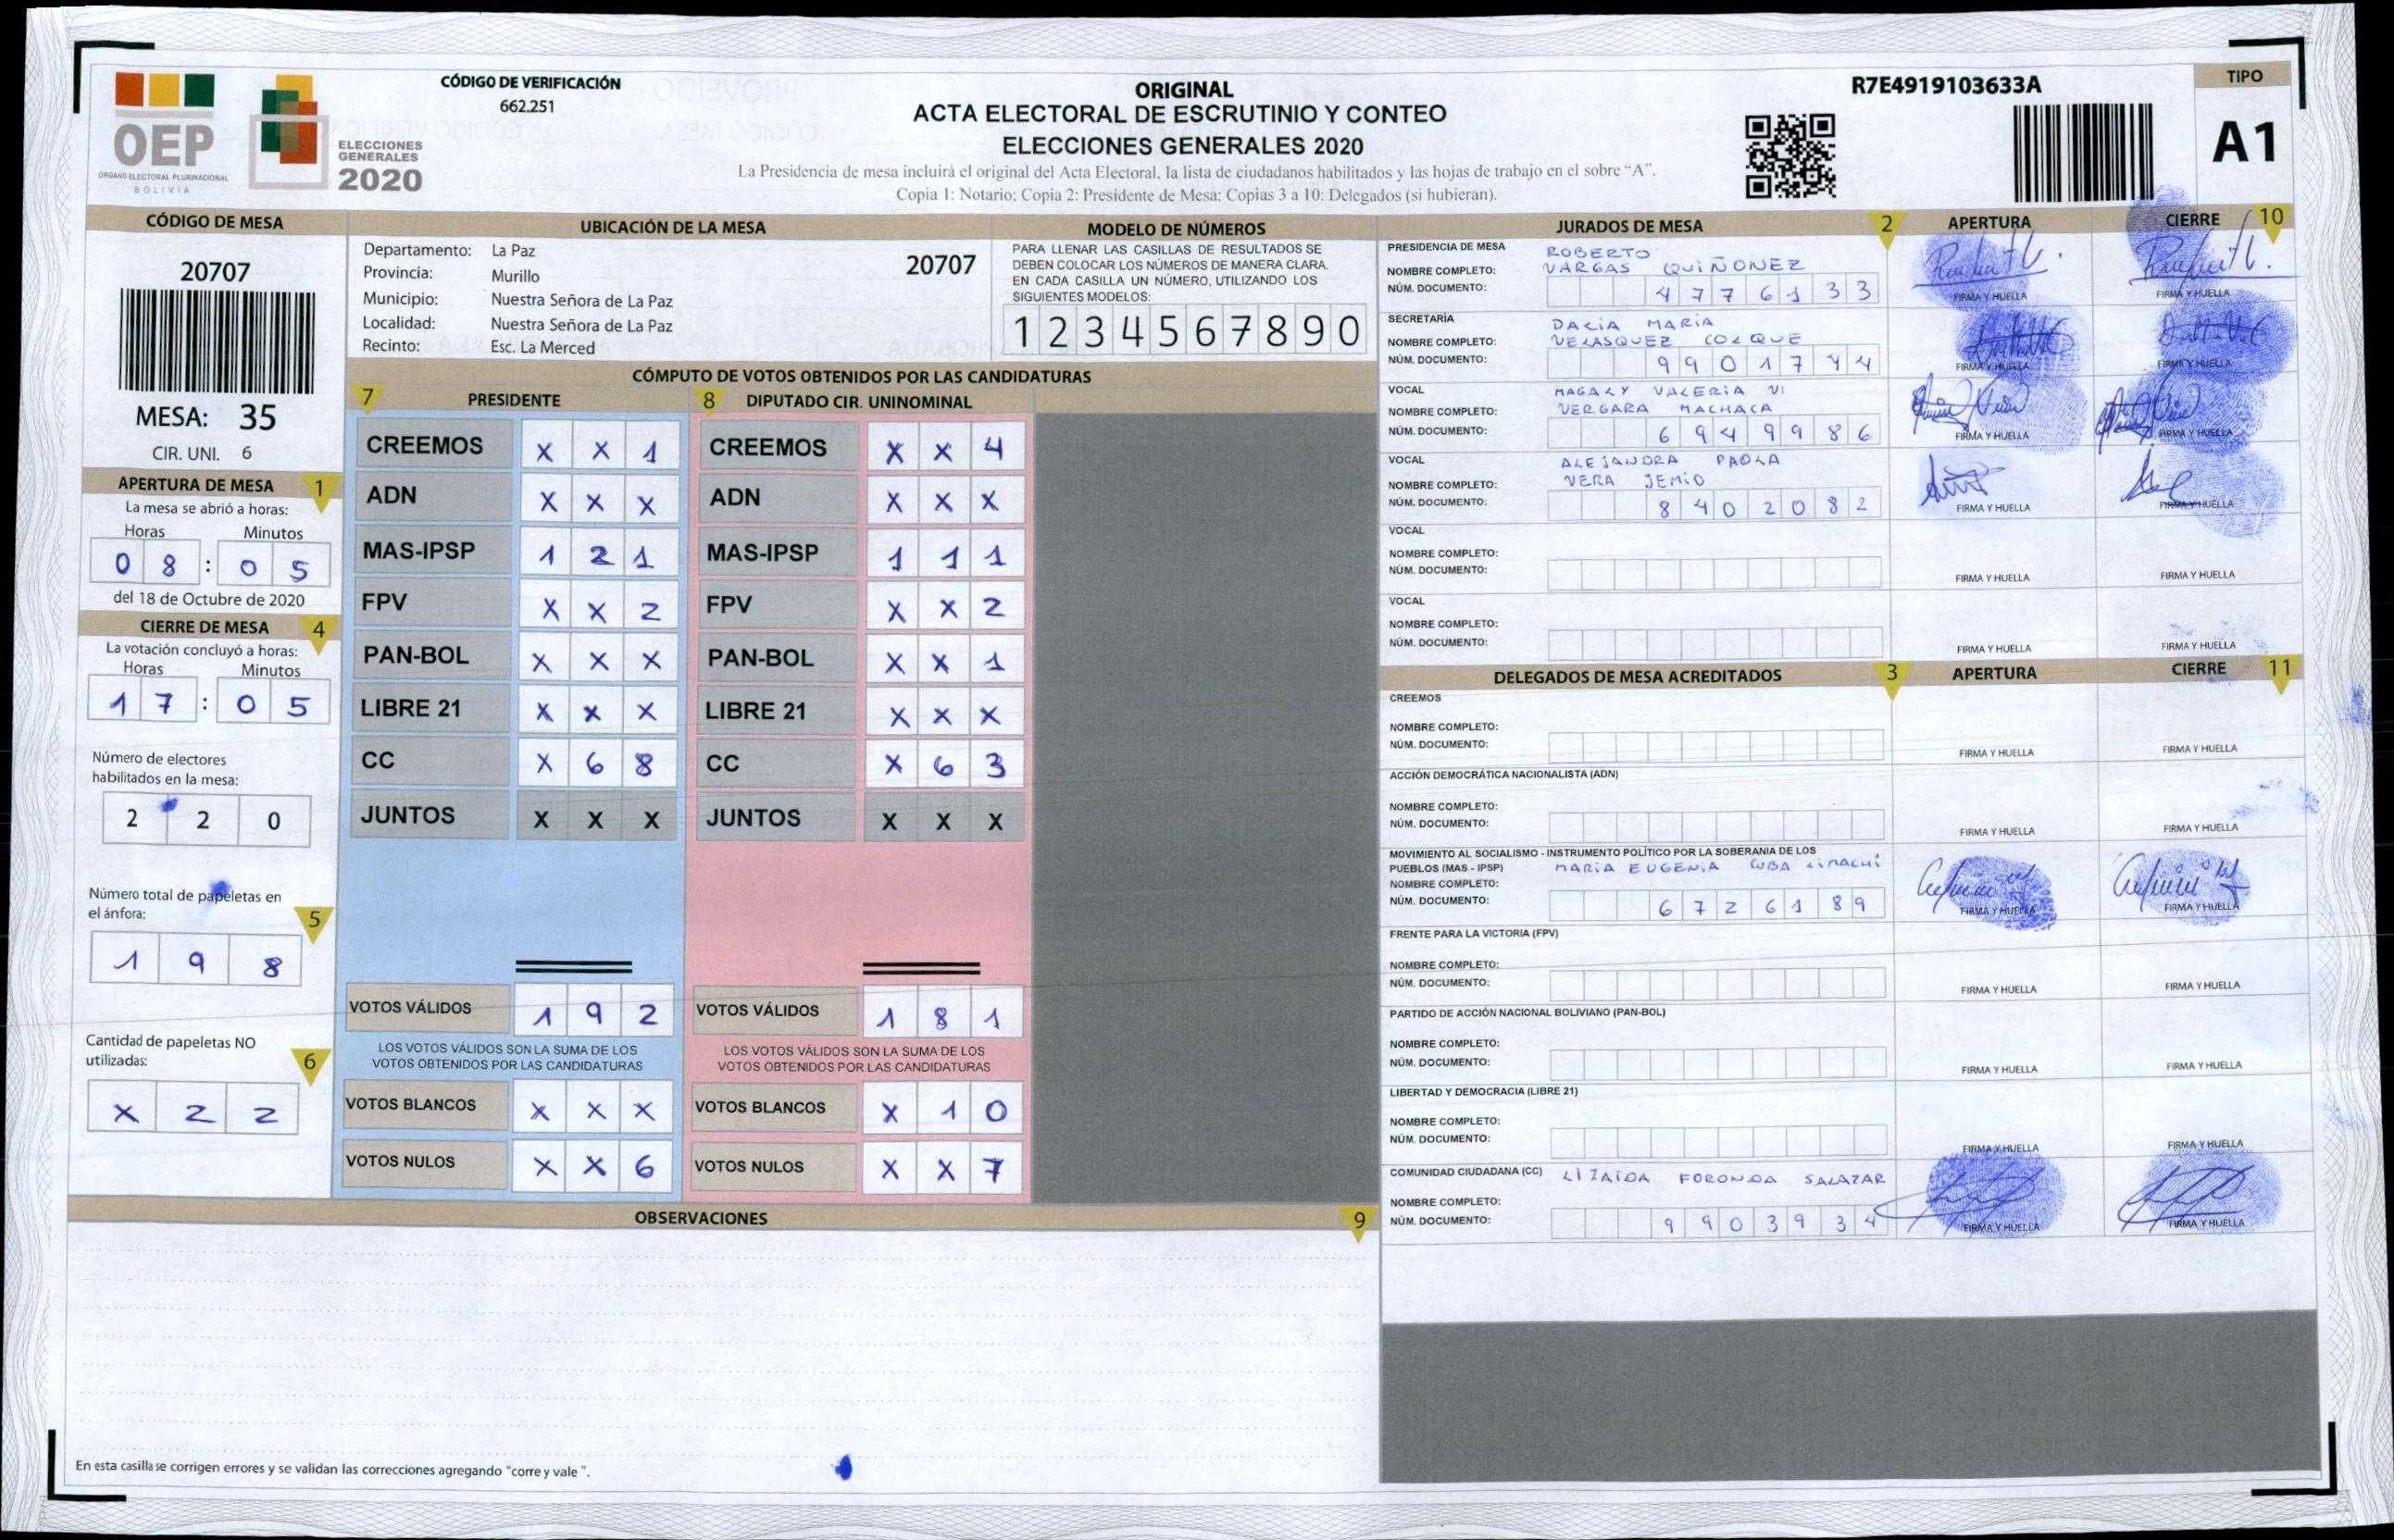 CÓDIGO DE VERIFICACIÓN
662.251
OEP
ORGANO ELECTORAL PLURINACIONAL
BOLIVIA
ELECCIONES
GENERALES
2020
ORIGINAL
ACTA ELECTORAL DE ESCRUTINIO Y CONTEO
ELECCIONES GENERALES 2020
La Presidencia de mesa incluirá el original del Acta Electoral, la lista de ciudadanos habilitados y las hojas de trabajo en el sobre "A".
Copia 1: Notario; Copia 2: Presidente de Mesa; Copias 3 a 10: Delegados (si hubieran).
R7E4919103633A
TIPO
A1
CÓDIGO DE MESA
20707
MESA: 35
CIR. UNI. 6
APERTURA DE MESA 1
La mesa se abrió a horas:
Horas Minutos
0 8 : 0 5
del 18 de Octubre de 2020
CIERRE DE MESA 4
La votación concluyó a horas:
Horas Minutos
1 7 : 0 5
Número de electores
habilitados en la mesa:
2 2 0
Número total de papeletas en
el ánfora: 5
1 9 8
Cantidad de papeletas NO
utilizadas: 6
X 2 2
UBICACIÓN DE LA MESA
Departamento: La Paz
20707
Provincia: Murillo
Municipio: Nuestra Señora de La Paz
Localidad: Nuestra Señora de La Paz
Recinto: Esc. La Merced
MODELO DE NÚMEROS
PARA LLENAR LAS CASILLAS DE RESULTADOS SE
DEBEN COLOCAR LOS NÚMEROS DE MANERA CLARA.
EN CADA CASILLA UN NÚMERO, UTILIZANDO LOS
SIGUIENTES MODELOS:
1 2 3 4 5 6 7 8 9 0
CÓMPUTO DE VOTOS OBTENIDOS POR LAS CANDIDATURAS
7 PRESIDENTE
CREEMOS X X 1
ADN X X X
MAS-IPSP 1 2 1
FPV X X 2
PAN-BOL X X X
LIBRE 21 X X X
CC X 6 8
JUNTOS X X X
VOTOS VÁLIDOS 1 9 2
LOS VOTOS VÁLIDOS SON LA SUMA DE LOS
VOTOS OBTENIDOS POR LAS CANDIDATURAS
VOTOS BLANCOS X X X
VOTOS NULOS X X 6
8 DIPUTADO CIR. UNINOMINAL
CREEMOS X X 4
ADN X X X
MAS-IPSP 1 1 1
FPV X X 2
PAN-BOL X X 1
LIBRE 21 X X X
CC X 6 3
JUNTOS X X X
VOTOS VÁLIDOS 1 8 1
LOS VOTOS VÁLIDOS SON LA SUMA DE LOS
VOTOS OBTENIDOS POR LAS CANDIDATURAS
VOTOS BLANCOS X 1 0
VOTOS NULOS X X 7
OBSERVACIONES 9
En esta casilla se corrigen errores y se validan las correcciones agregando "corre y vale ".
JURADOS DE MESA 2 APERTURA CIERRE 10
PRESIDENCIA DE MESA ROBERTO
NOMBRE COMPLETO: VARGAS QUIÑONEZ
NÚM. DOCUMENTO: 4 7 7 6 1 3 3
FIRMA Y HUELLA FIRMA Y HUELLA
SECRETARÍA DALIA MARIA
NOMBRE COMPLETO: VELASQUEZ COLQUE
NÚM. DOCUMENTO: 9 9 0 1 7 4 4
FIRMA Y HUELLA FIRMA Y HUELLA
VOCAL MAGALY VALERIA VI
NOMBRE COMPLETO: VERGARA MACHACA
NÚM. DOCUMENTO: 6 9 4 9 9 8 6
FIRMA Y HUELLA FIRMA Y HUELLA
VOCAL ALEJANDRA PAOLA
NOMBRE COMPLETO: VERA JEMIO
NÚM. DOCUMENTO: 8 4 0 2 0 8 2
FIRMA Y HUELLA FIRMA Y HUELLA
VOCAL
NOMBRE COMPLETO:
NÚM. DOCUMENTO:
FIRMA Y HUELLA FIRMA Y HUELLA
VOCAL
NOMBRE COMPLETO:
NÚM. DOCUMENTO:
FIRMA Y HUELLA FIRMA Y HUELLA
DELEGADOS DE MESA ACREDITADOS 3 APERTURA CIERRE 11
CREEMOS
NOMBRE COMPLETO:
NÚM. DOCUMENTO:
FIRMA Y HUELLA FIRMA Y HUELLA
ACCIÓN DEMOCRÁTICA NACIONALISTA (ADN)
NOMBRE COMPLETO:
NÚM. DOCUMENTO:
FIRMA Y HUELLA FIRMA Y HUELLA
MOVIMIENTO AL SOCIALISMO - INSTRUMENTO POLÍTICO POR LA SOBERANIA DE LOS
PUEBLOS (MAS - IPSP) MARIA EUGENIA CUBA LIMACHI
NOMBRE COMPLETO:
NÚM. DOCUMENTO: 6 7 2 6 1 8 9
FIRMA Y HUELLA FIRMA Y HUELLA
FRENTE PARA LA VICTORIA (FPV)
NOMBRE COMPLETO:
NÚM. DOCUMENTO:
FIRMA Y HUELLA FIRMA Y HUELLA
PARTIDO DE ACCIÓN NACIONAL BOLIVIANO (PAN-BOL)
NOMBRE COMPLETO:
NÚM. DOCUMENTO:
FIRMA Y HUELLA FIRMA Y HUELLA
LIBERTAD Y DEMOCRACIA (LIBRE 21)
NOMBRE COMPLETO:
NÚM. DOCUMENTO:
FIRMA Y HUELLA FIRMA Y HUELLA
COMUNIDAD CIUDADANA (CC) LIZAIDA FORONDA SALAZAR
NOMBRE COMPLETO:
NÚM. DOCUMENTO: 9 9 0 3 9 3 4
FIRMA Y HUELLA FIRMA Y HUELLA